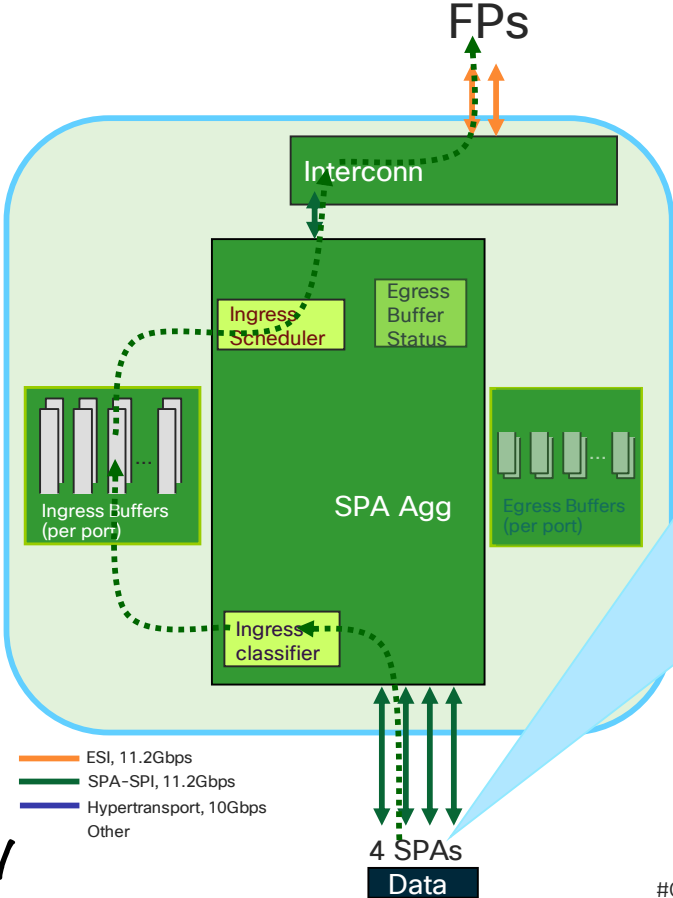 FPs
Interconn
Ingress
Scheduler
Egress
Buffer
Status
...
...
SPA Agg
Ingress Buffers
(per port)
Egress Buffers
(per port)
Ingress
classifier
ESI, 11.2Gbps
SPA-SPI, 11.2Gbps
Hypertransport, 10Gbps
Other
4 SPAs
Data